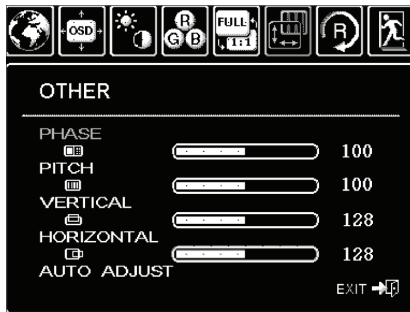 OSD R G B FULL 1:1 R
OTHER
PHASE
100
PITCH
100
VERTICAL
128
HORIZONTAL
128
AUTO ADJUST
EXIT